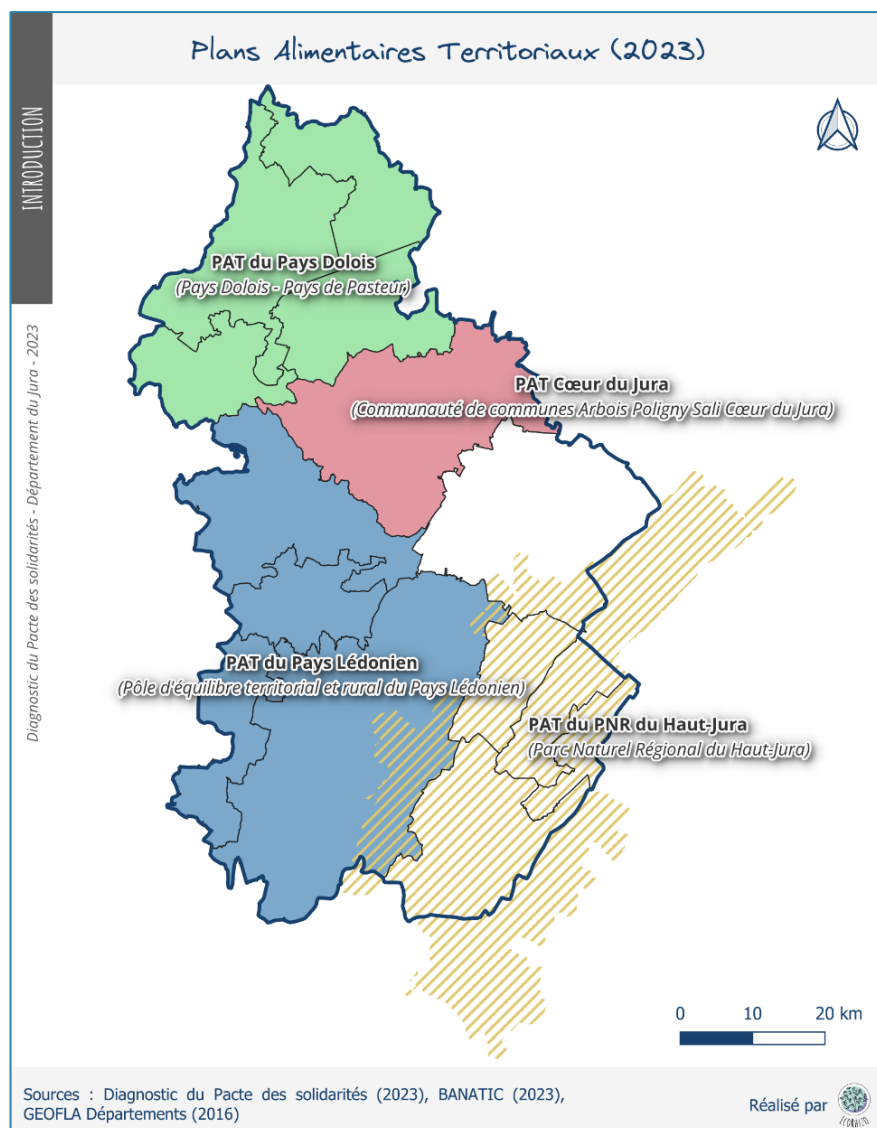 Plans Alimentaires Territoriaux (2023)
INTRODUCTION
Diagnostic du Pacte des solidarités - Département du Jura - 2023
PAT du Pays Dolois
(Pays Dolois - Pays de Pasteur)
PAT Cœur du Jura
(Communauté de communes Arbois Poligny Sali Cœur du Jura)
PAT du Pays Lédonien
(Pôle d'équilibre territorial et rural du Pays Lédonien)
PAT du PNR du Haut-Jura
(Parc Naturel Régional du Haut-Jura)
0 10 20 km
Sources : Diagnostic du Pacte des solidarités (2023), BANATIC (2023),
GEOFLA Départements (2016)
Réalisé par